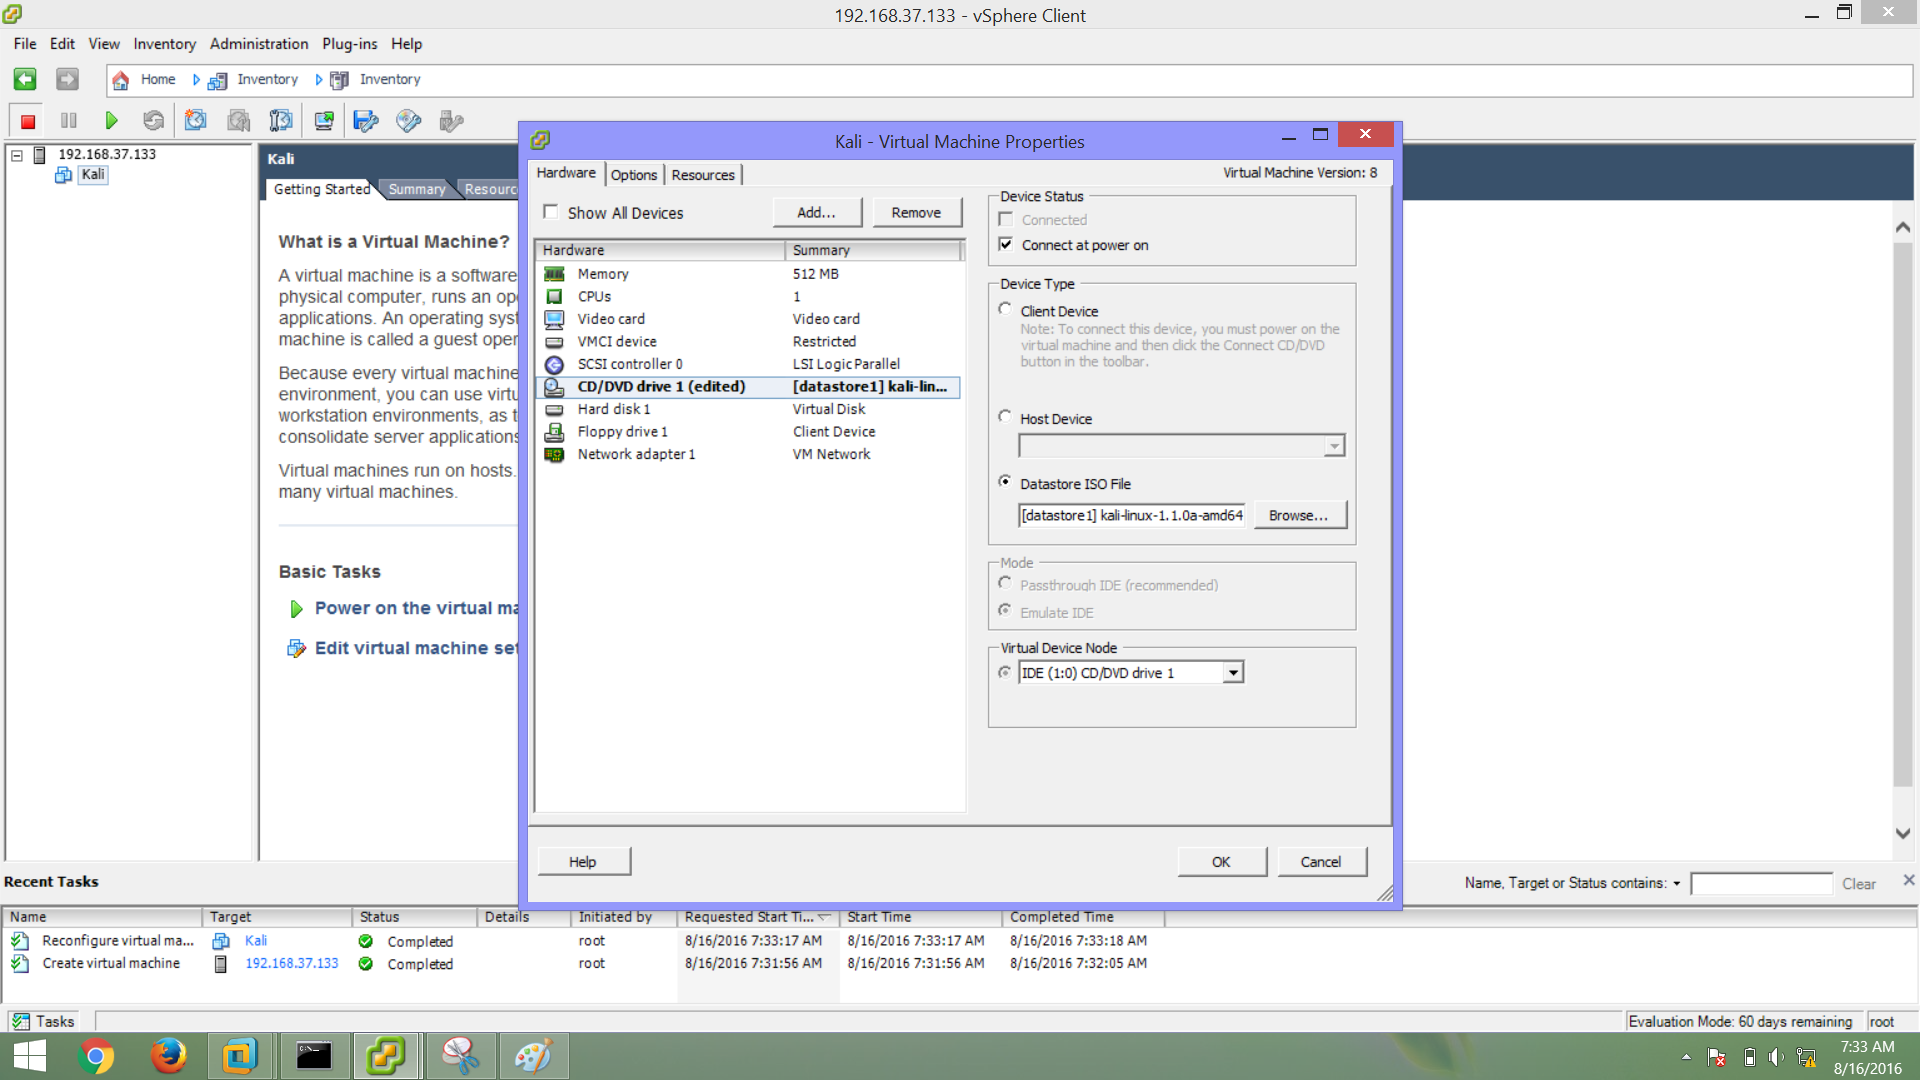 192.168.37.133 - vSphere Client
File Edit View Inventory Administration Plug-ins Help
Home Inventory Inventory
192.168.37.133
Kali
Kali
Getting Started Summary
What is a Virtual Machine?
A virtual machine is a software
physical computer, runs an
applications. An operating
machine is called a guest
Because every virtual machine
environment, you can use
workstation environments, as
consolidate server applications
Virtual machines run on hosts.
many virtual machines.
Basic Tasks
Power on the virtual
Edit virtual machine
Kali - Virtual Machine Properties
Hardware Options Resources
Virtual Machine Version: 8
Show All Devices Add... Remove
Hardware Summary
Memory 512 MB
CPUs 1
Video card Video card
VMCI device Restricted
SCSI controller 0 LSI Logic Parallel
CD/DVD drive 1 (edited) [datastore1] kali-lin...
Hard disk 1 Virtual Disk
Floppy drive 1 Client Device
Network adapter 1 VM Network
Device Status
Connected
Connect at power on
Device Type
Client Device
Note: To connect this device, you must power on the
virtual machine and then click the Connect CD/DVD
button in the toolbar.
Host Device
Datastore ISO File
[datastore1] kali-linux-1.1.0a-amd64 Browse...
Mode
Passthrough IDE (recommended)
Emulate IDE
Virtual Device Node
IDE (1:0) CD/DVD drive 1
Help OK Cancel
Recent Tasks
Name, Target or Status contains: Clear
Name Target Status Details Initiated by Requested Start Ti... Start Time Completed Time
Reconfigure virtual ma... Kali Completed root 8/16/2016 7:33:17 AM 8/16/2016 7:33:17 AM 8/16/2016 7:33:18 AM
Create virtual machine 192.168.37.133 Completed root 8/16/2016 7:31:56 AM 8/16/2016 7:31:56 AM 8/16/2016 7:32:05 AM
Tasks
Evaluation Mode: 60 days remaining root
7:33 AM
8/16/2016